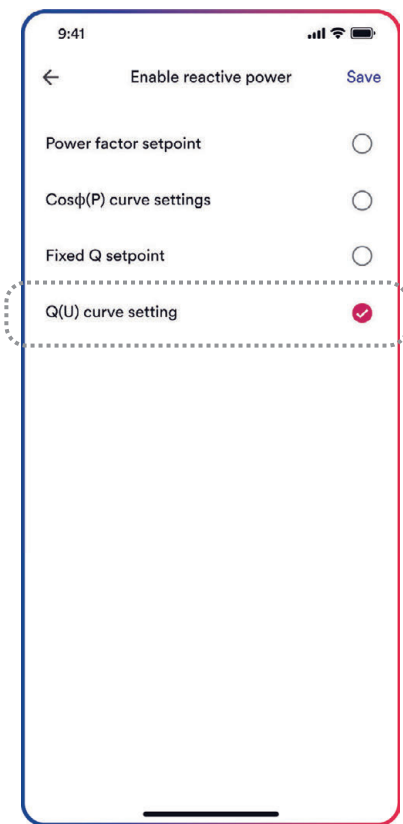 9:41
Enable reactive power Save
Power factor setpoint
Cosϕ(P) curve settings
Fixed Q setpoint
Q(U) curve setting